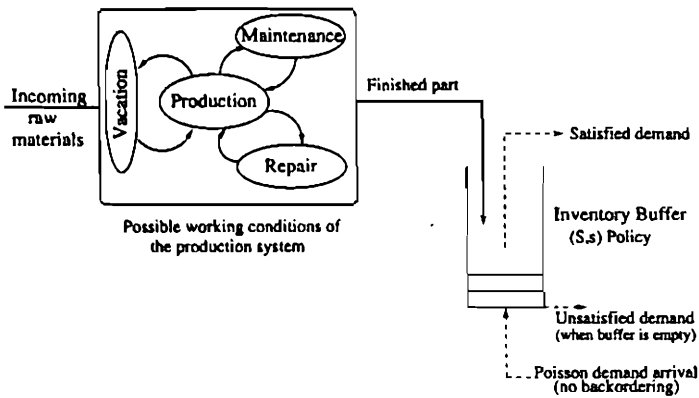 Incoming
raw
materials
Vacation
Production
Maintenance
Repair
Possible working conditions of
the production system
Finished part
Satisfied demand
Inventory Buffer
(S,s) Policy
Unsatisfied demand
(when buffer is empty)
Poisson demand arrival
(no backordering)